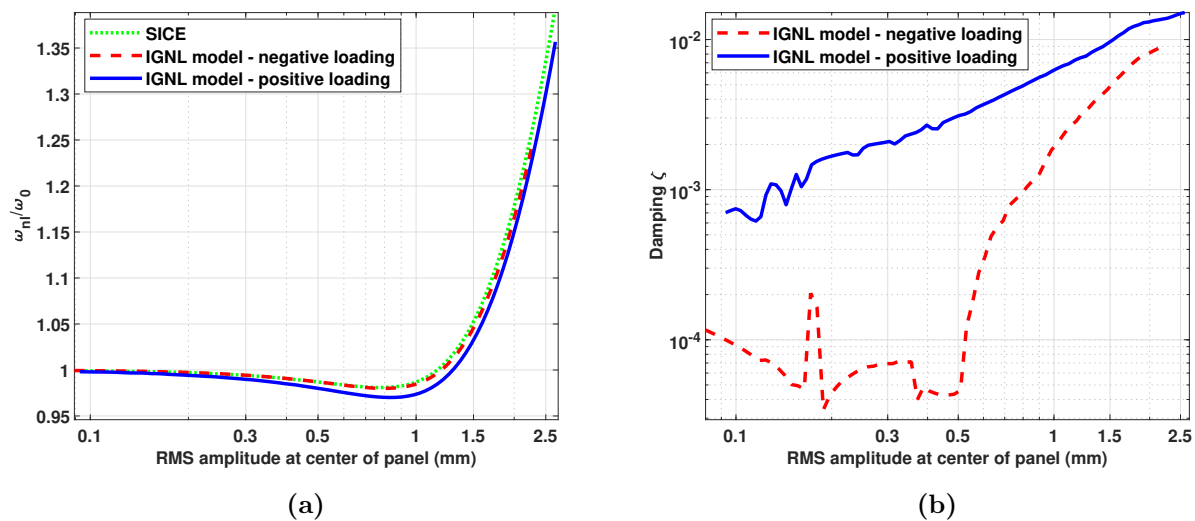 SICE
IGNL model - negative loading
IGNL model - positive loading
1.35
1.3
1.25
1.2
1.15
1.1
1.05
1
0.95
ω_nl/ω_0
0.1 0.3 0.5 1 1.5 2.5
RMS amplitude at center of panel (mm)
(a)
IGNL model - negative loading
IGNL model - positive loading
10^-2
10^-3
10^-4
Damping ζ
0.1 0.3 0.5 1 1.5 2.5
RMS amplitude at center of panel (mm)
(b)